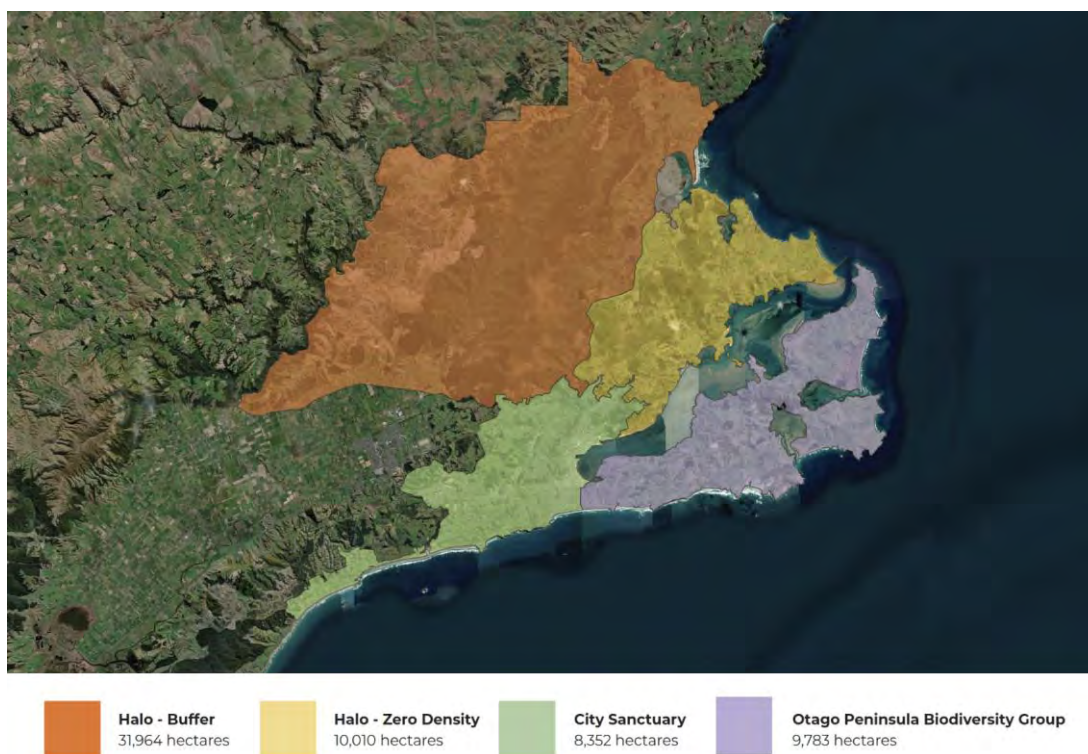 Halo - Buffer
31,964 hectares
Halo - Zero Density
10,010 hectares
City Sanctuary
8,352 hectares
Otago Peninsula Biodiversity Group
9,783 hectares